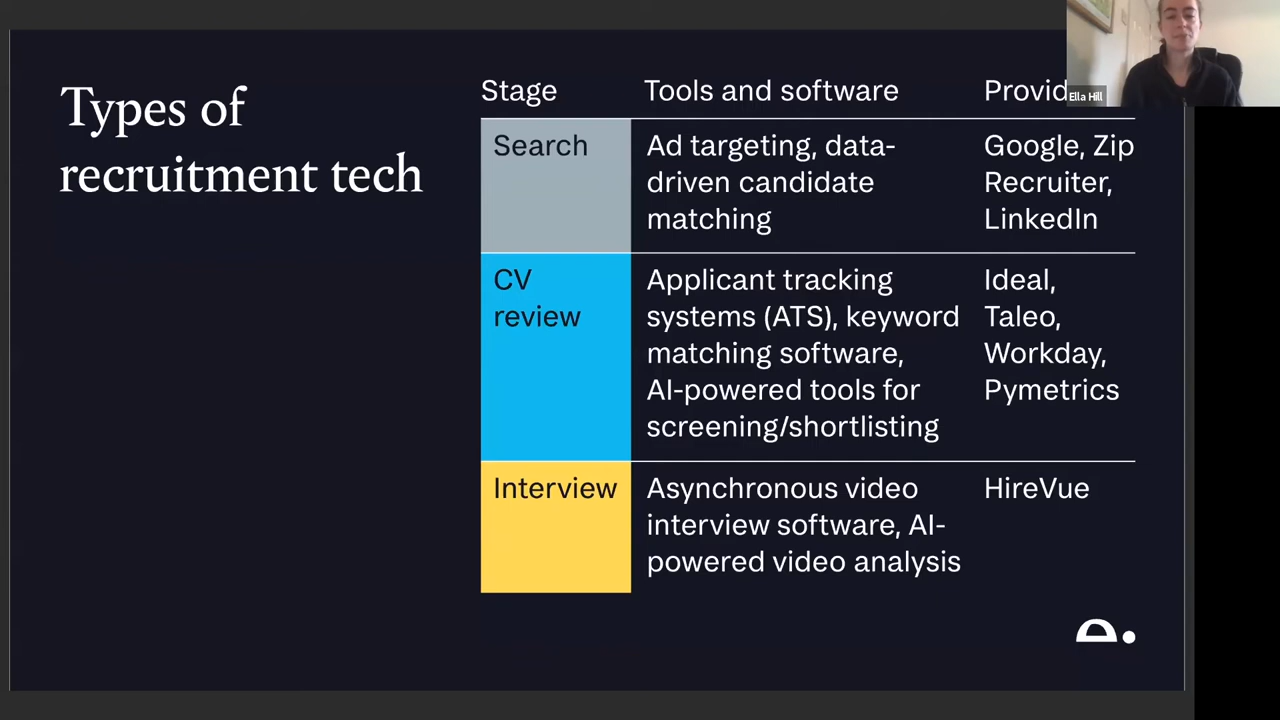 Types of
recruitment tech
Stage
Tools and software
Provid
Ella Hill
Search
Ad targeting, data-
driven candidate
matching
Google, Zip
Recruiter,
LinkedIn
CV
review
Applicant tracking
systems (ATS), keyword
matching software,
AI-powered tools for
screening/shortlisting
Ideal,
Taleo,
Workday,
Pymetrics
Interview
Asynchronous video
interview software, AI-
powered video analysis
HireVue
e.